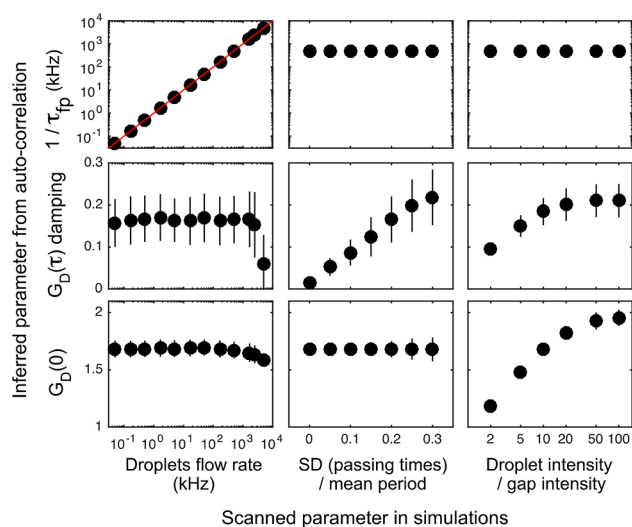 Inferred parameter from auto-correlation
1 / τfp (kHz)
10^4
10^3
10^2
10^1
10^0
10^-1
GD(τ) damping
0.3
0.2
0.1
0
GD(0)
2
1.5
1
10^-1 10^0 10^1 10^2 10^3 10^4
0 0.1 0.2 0.3
2 5 10 20 50 100
Droplets flow rate
(kHz)
SD (passing times)
/ mean period
Droplet intensity
/ gap intensity
Scanned parameter in simulations